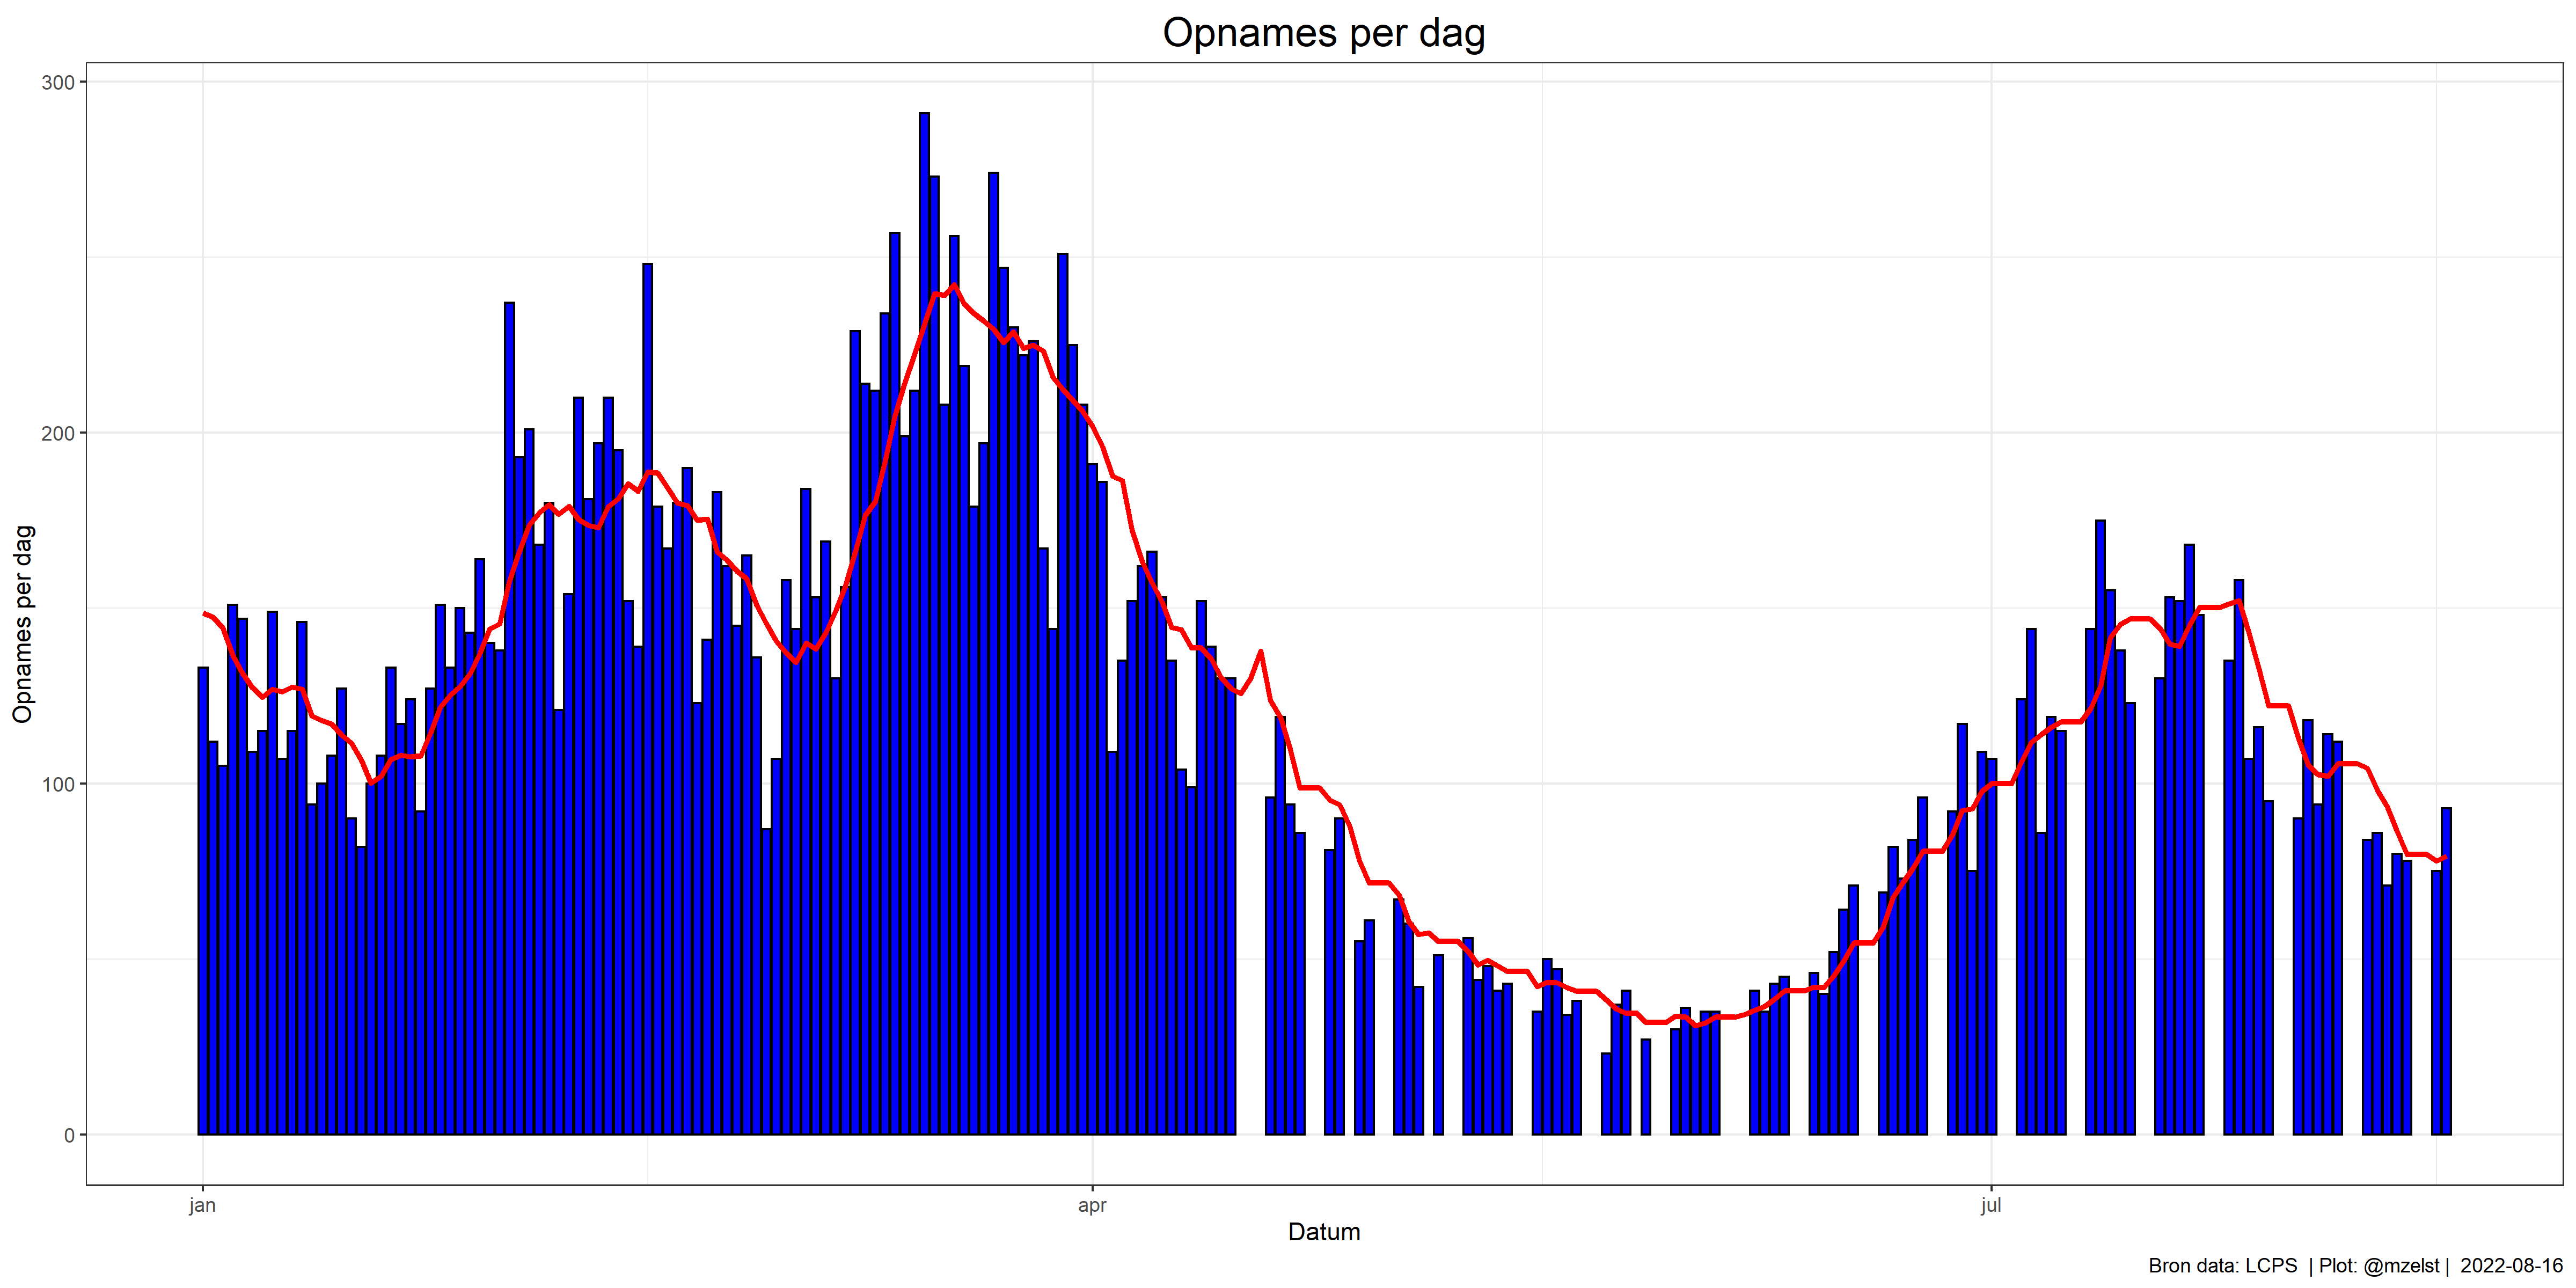 Opnames per dag
300
200
100
0
Opnames per dag
jan
apr
jul
Datum
Bron data: LCPS | Plot: @mzelst | 2022-08-16